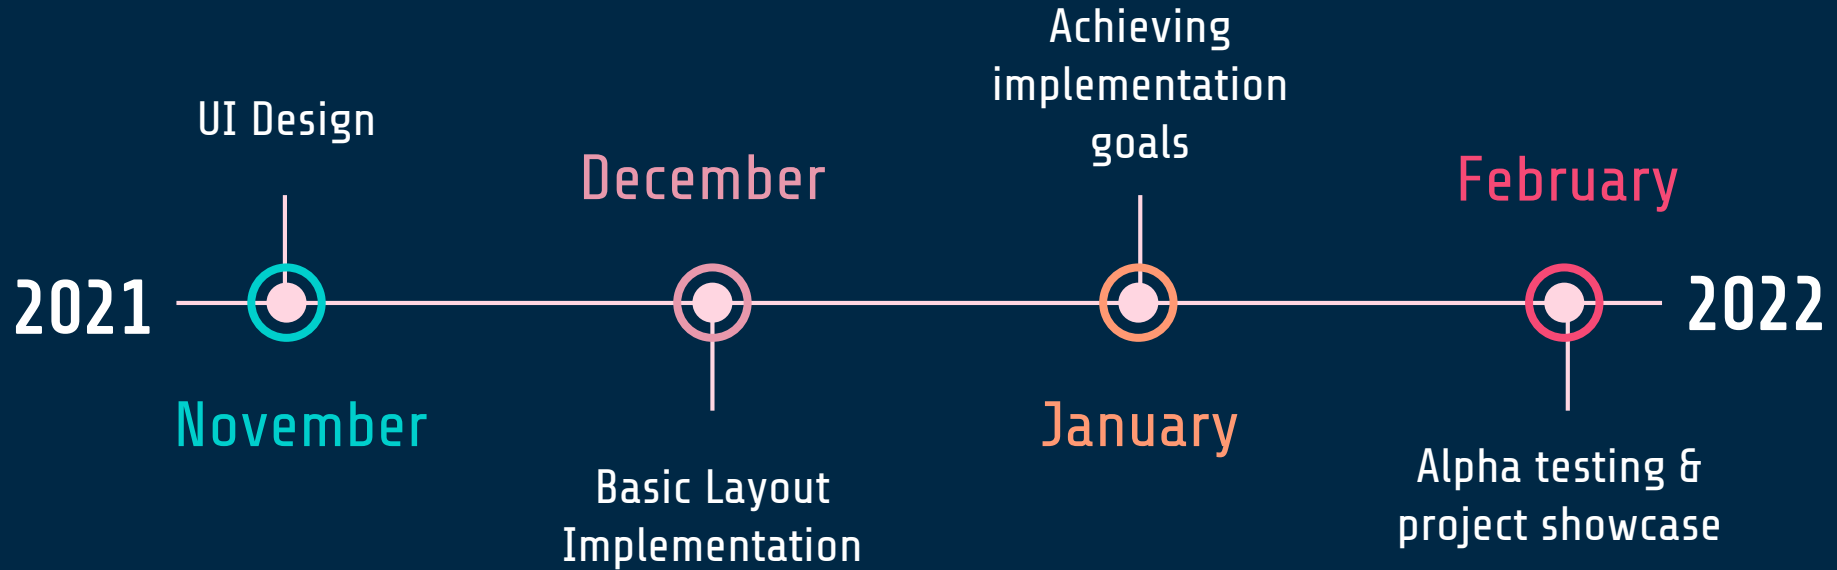 Achieving
implementation
goals
UI Design
December
February
2021
2022
November
January
Basic Layout
Implementation
Alpha testing &
project showcase